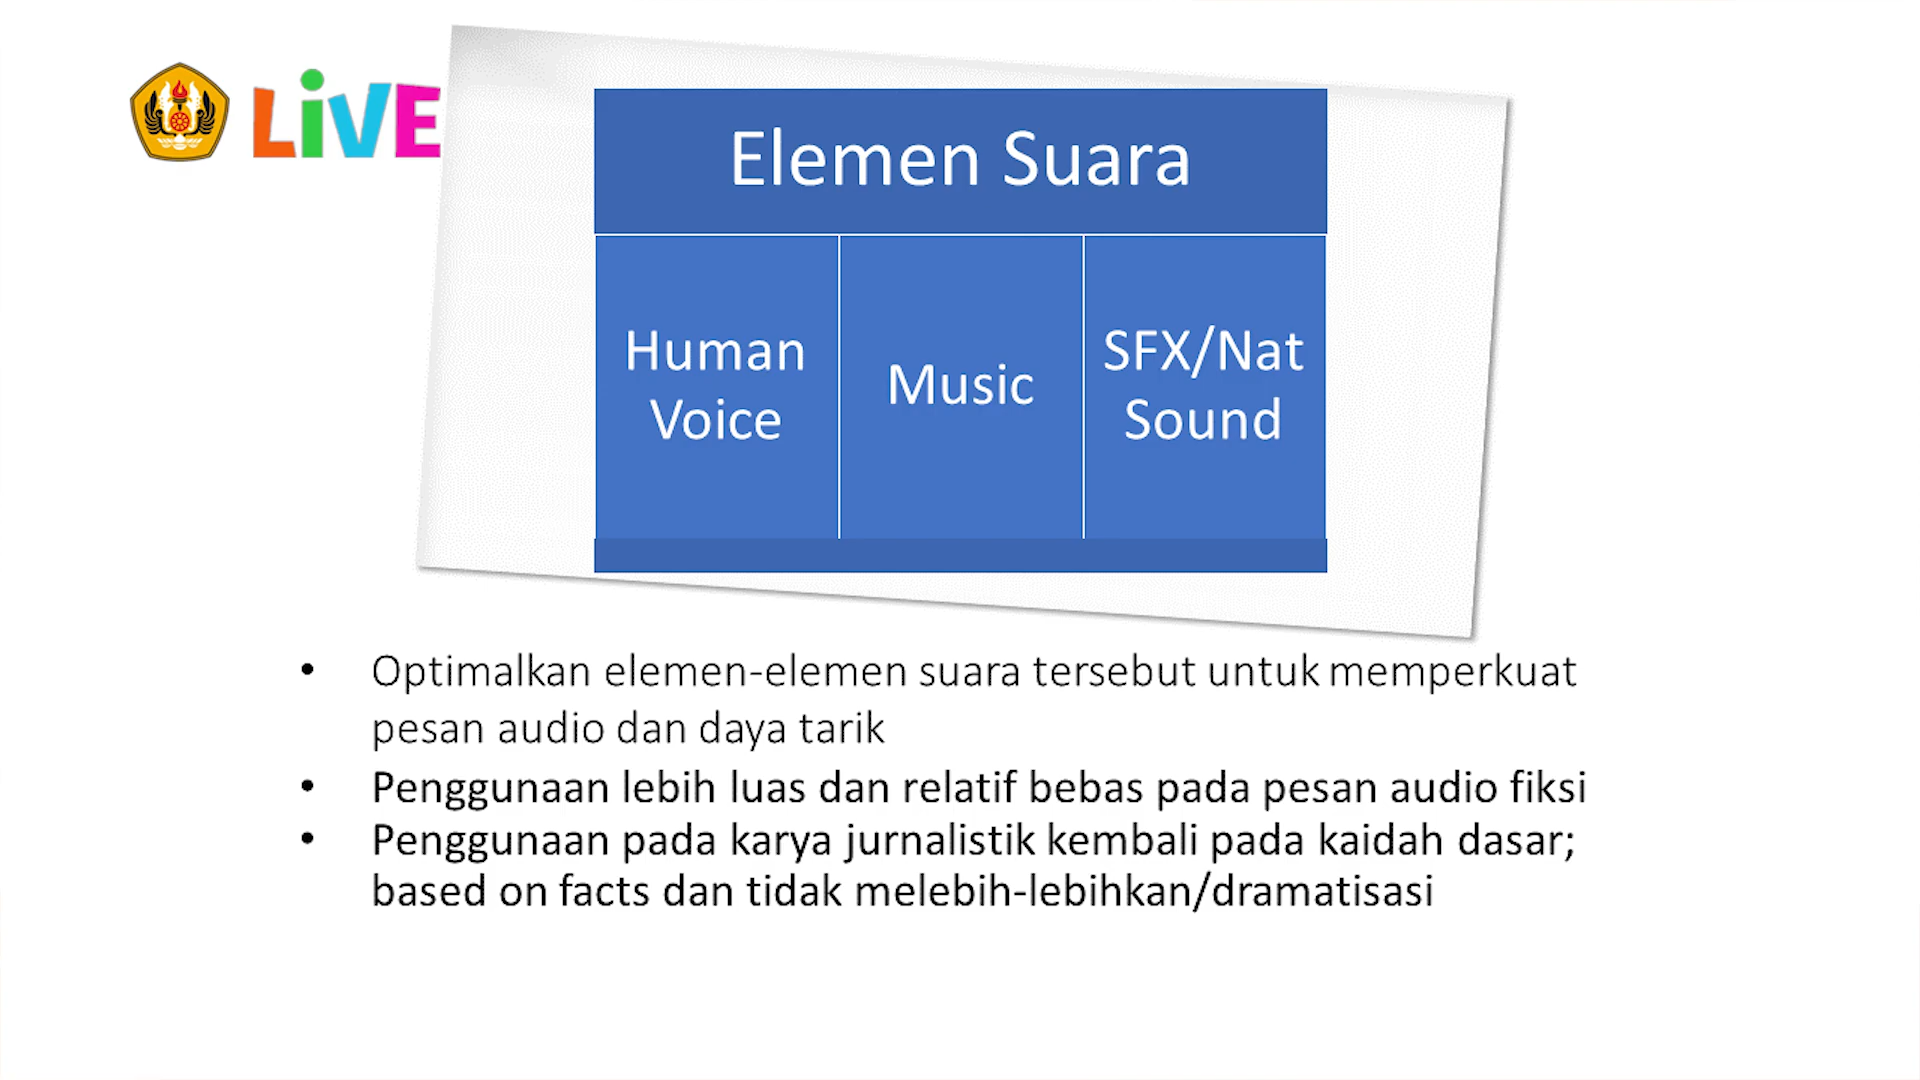 LiVE
Elemen Suara
Human
Voice
Music
SFX/Nat
Sound
• Optimalkan elemen-elemen suara tersebut untuk memperkuat
pesan audio dan daya tarik
• Penggunaan lebih luas dan relatif bebas pada pesan audio fiksi
• Penggunaan pada karya jurnalistik kembali pada kaidah dasar;
based on facts dan tidak melebih-lebihkan/dramatisasi